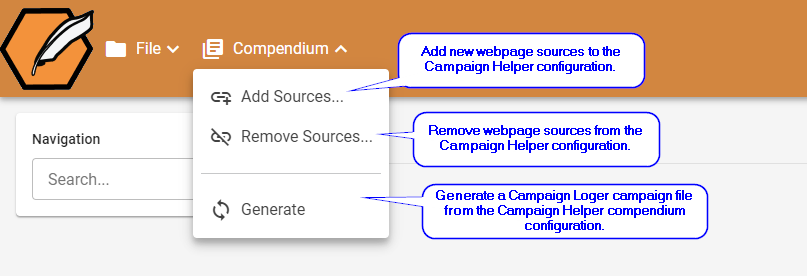 File
Compendium
Add Sources...
Remove Sources...
Generate
Navigation
Search...
Add new webpage sources to the
Campaign Helper configuration.
Remove webpage sources from the
Campaign Helper configuration.
Generate a Campaign Loger campaign file
from the Campaign Helper compendium
configuration.